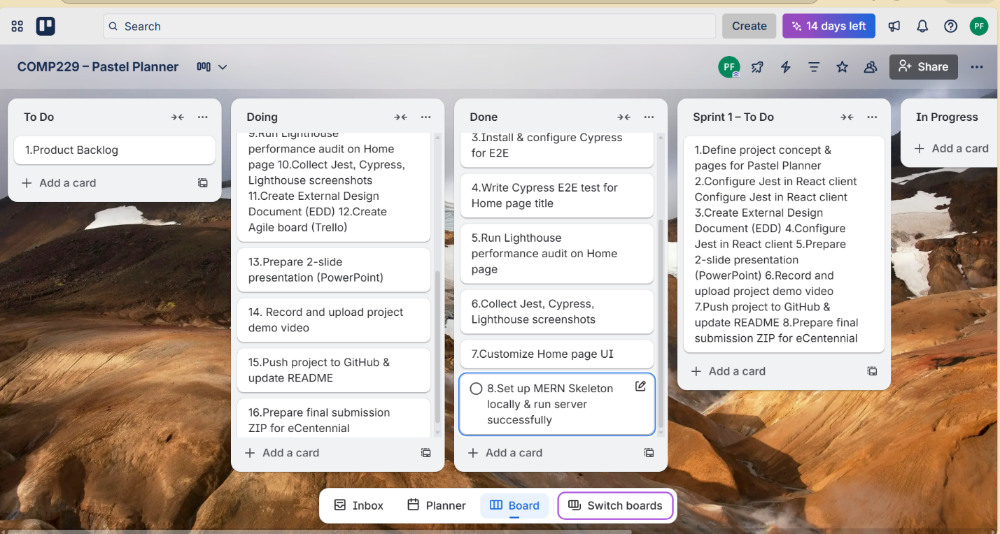 Search
Create
14 days left
PF
COMP229 – Pastel Planner
PF
Share
To Do
1.Product Backlog
Add a card
Doing
9.Run Lighthouse
performance audit on Home
page 10.Collect Jest, Cypress,
Lighthouse screenshots
11.Create External Design
Document (EDD) 12.Create
Agile board (Trello)
13.Prepare 2-slide
presentation (PowerPoint)
14. Record and upload project
demo video
15.Push project to GitHub &
update README
16.Prepare final submission
ZIP for eCentennial
Add a card
Done
3.Install & configure Cypress
for E2E
4.Write Cypress E2E test for
Home page title
5.Run Lighthouse
performance audit on Home
page
6.Collect Jest, Cypress,
Lighthouse screenshots
7.Customize Home page UI
8.Set up MERN Skeleton
locally & run server
successfully
Add a card
Sprint 1 – To Do
1.Define project concept &
pages for Pastel Planner
2.Configure Jest in React client
Configure Jest in React client
3.Create External Design
Document (EDD) 4.Configure
Jest in React client 5.Prepare
2-slide presentation
(PowerPoint) 6.Record and
upload project demo video
7.Push project to GitHub &
update README 8.Prepare final
submission ZIP for eCentennial
Add a card
In Progress
Add a card
Inbox
Planner
Board
Switch boards